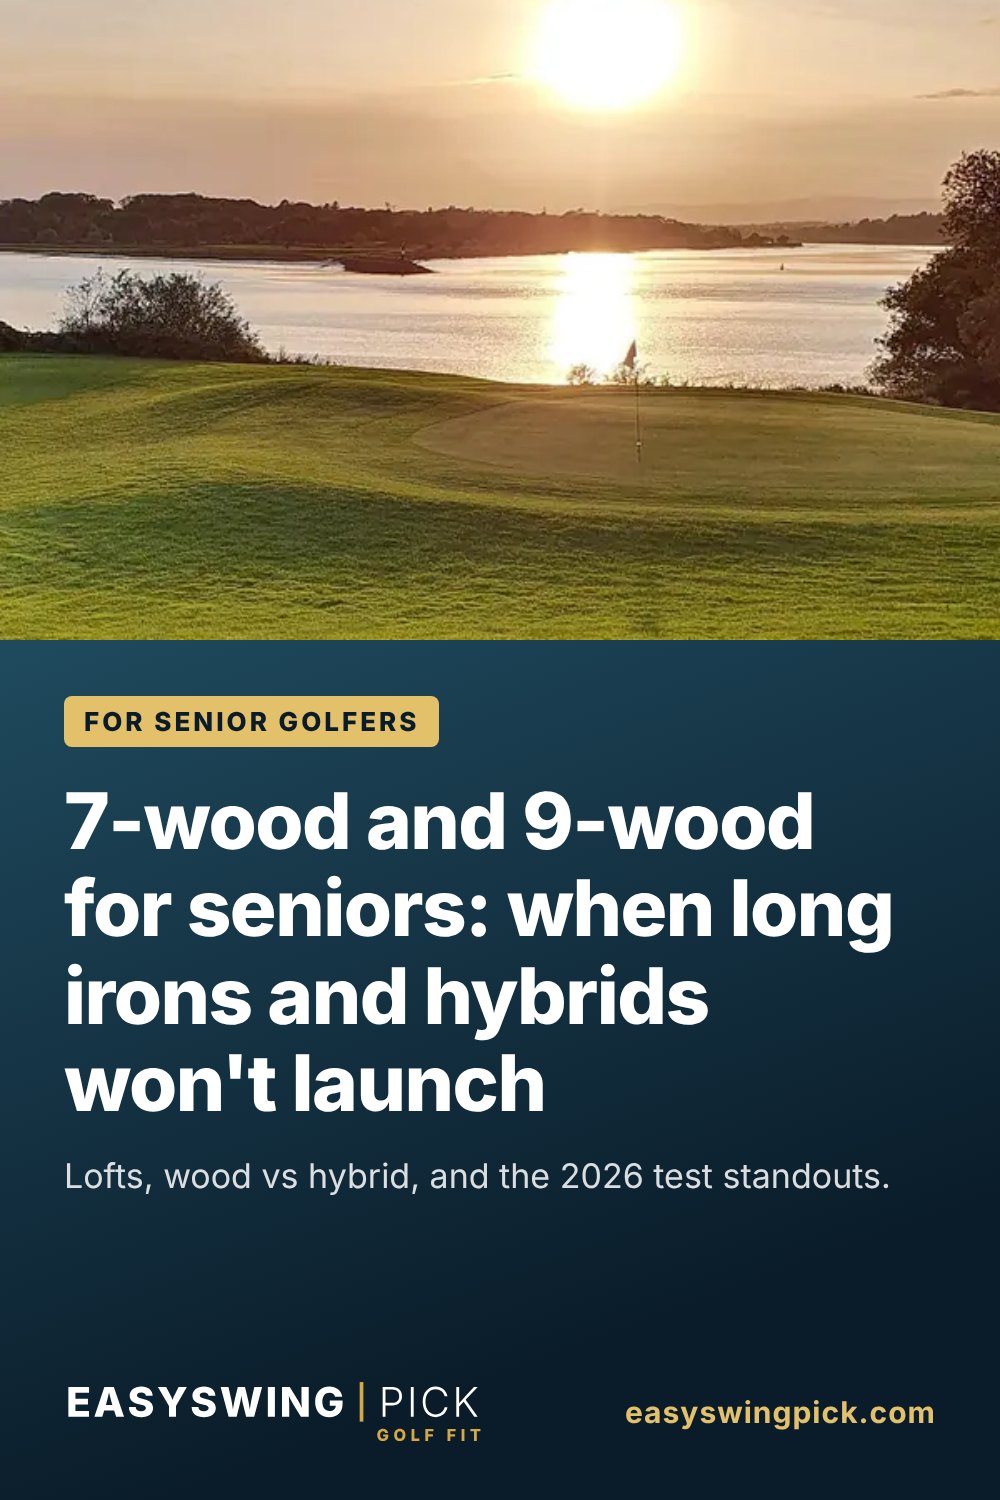 FOR SENIOR GOLFERS
7-wood and 9-wood
for seniors: when long
irons and hybrids
won't launch
Lofts, wood vs hybrid, and the 2026 test standouts.
EASYSWING | PICK
GOLF FIT
easyswingpick.com